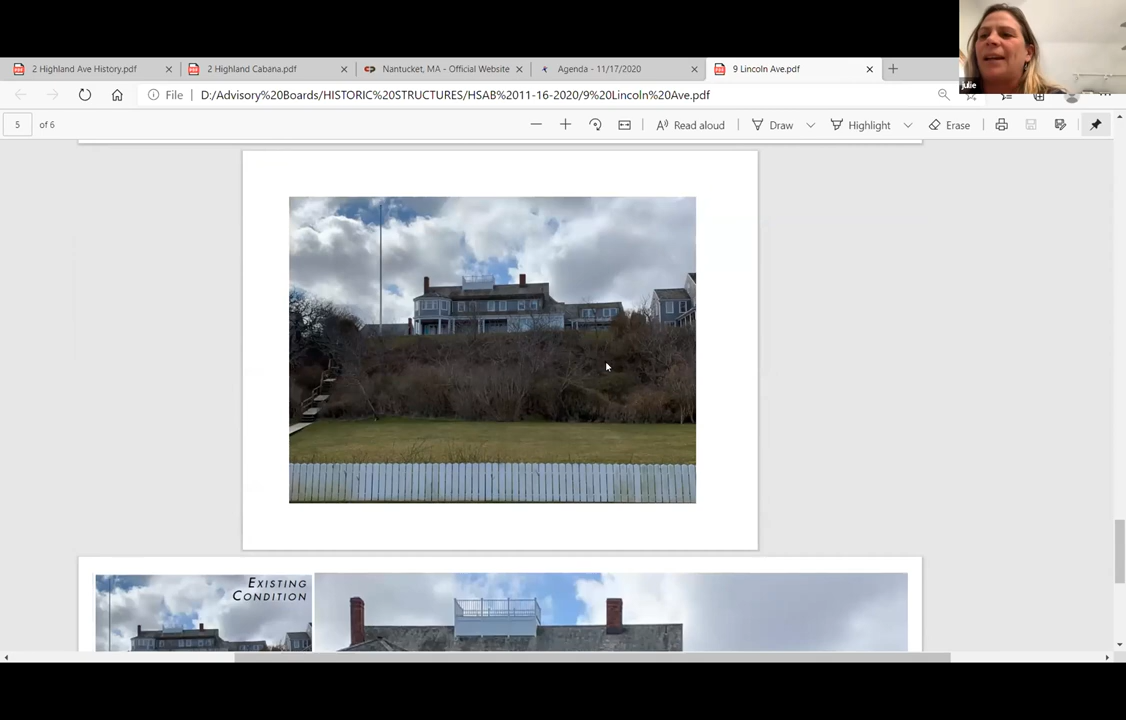 2 Highland Ave History.pdf
2 Highland Cabana.pdf
Nantucket, MA - Official Website
Agenda - 11/17/2020
9 Lincoln Ave.pdf
File
D:/Advisory%20Boards/HISTORIC%20STRUCTURES/HSAB%2011-16-2020/9%20Lincoln%20Ave.pdf
5 of 6
Read aloud
Draw
Highlight
Erase
Julie
EXISTING
CONDITION